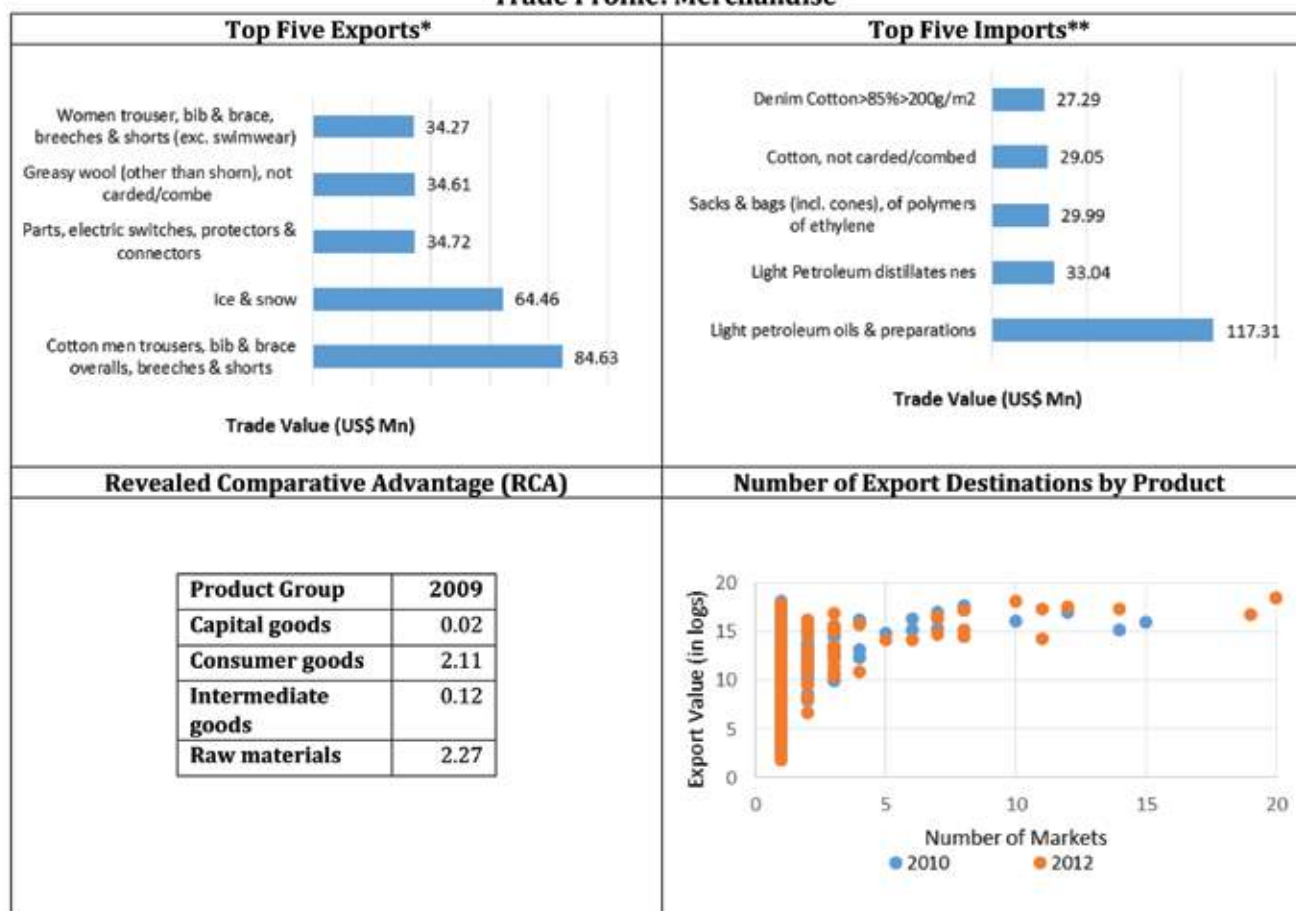 Trade Profile: Merchandise
Top Five Exports*
Women trouser, bib & brace,
breeches & shorts (exc. swimwear)
34.27
Greasy wool (other than shorn), not
carded/combe
34.61
Parts, electric switches, protectors &
connectors
34.72
Ice & snow
64.46
Cotton men trousers, bib & brace
overalls, breeches & shorts
84.63
Trade Value (US$ Mn)
Top Five Imports**
Denim Cotton>85%>200g/m2
27.29
Cotton, not carded/combed
29.05
Sacks & bags (incl. cones), of polymers
of ethylene
29.99
Light Petroleum distillates nes
33.04
Light petroleum oils & preparations
117.31
Trade Value (US$ Mn)
Revealed Comparative Advantage (RCA)
Product Group 2009
Capital goods 0.02
Consumer goods 2.11
Intermediate
goods 0.12
Raw materials 2.27
Number of Export Destinations by Product
Export Value (in logs)
20
15
10
5
0
0 5 10 15 20
Number of Markets
2010 2012